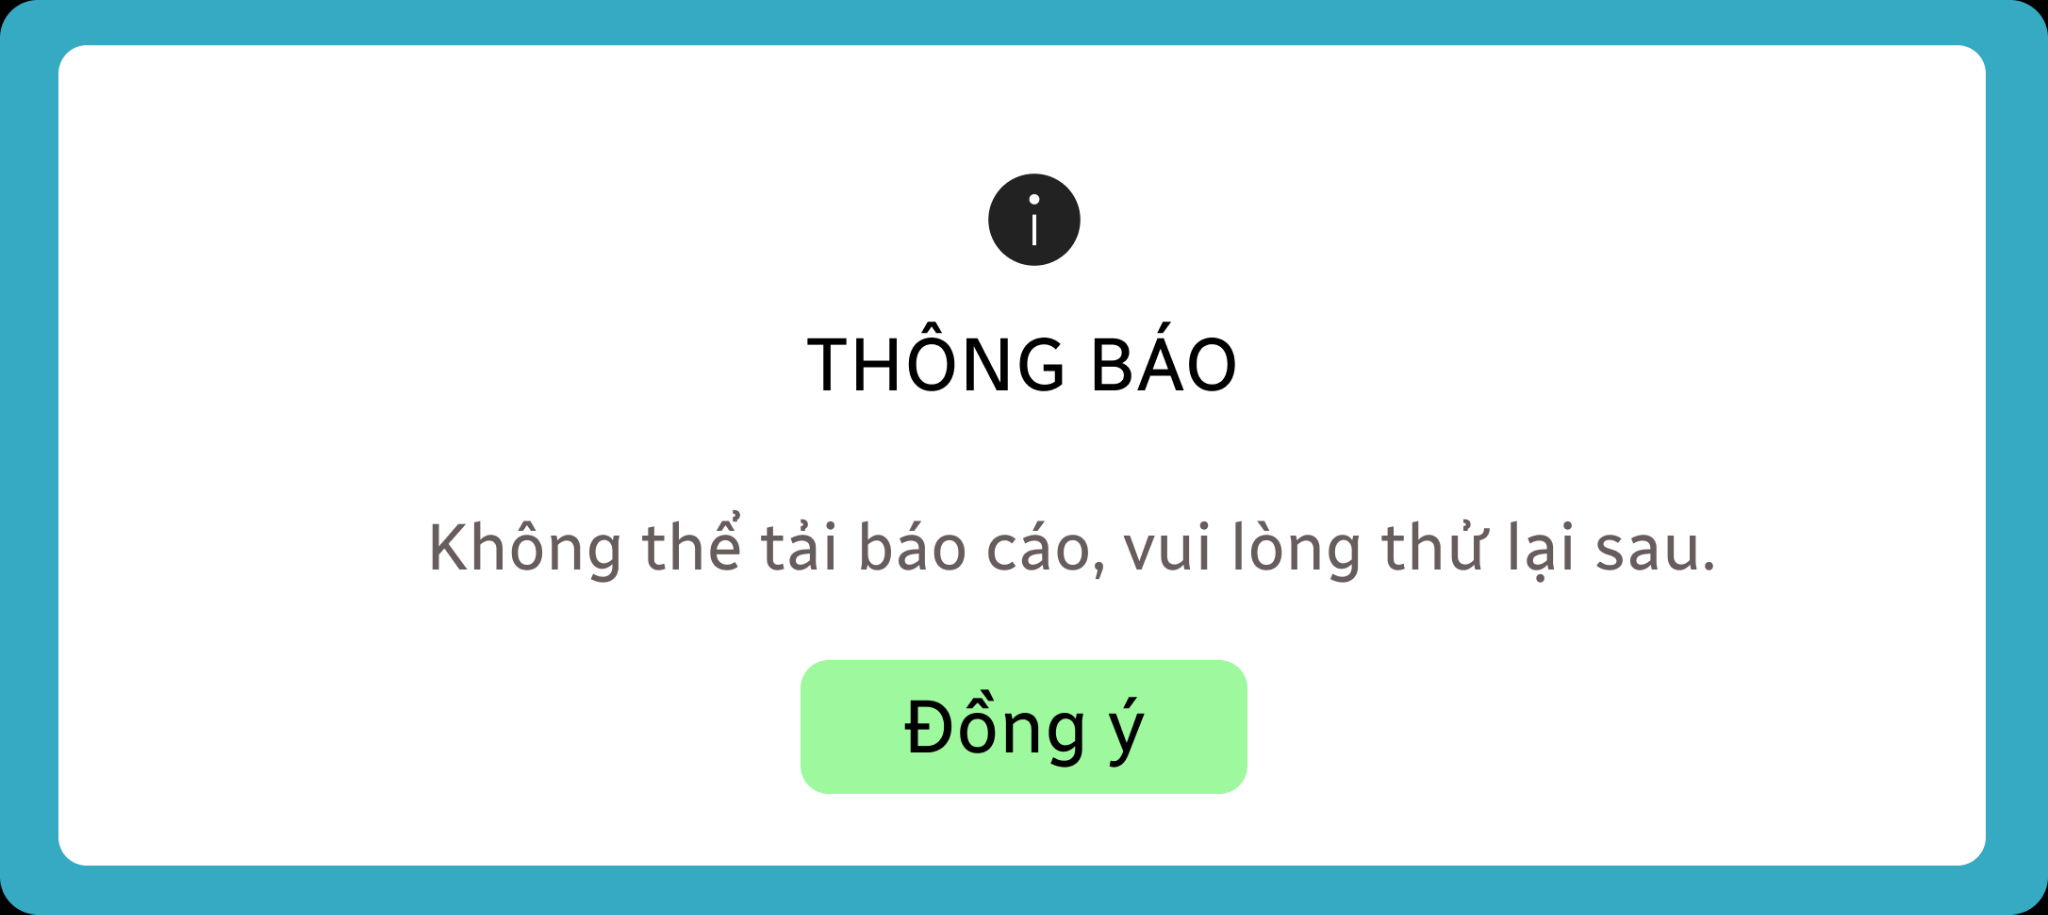 THÔNG BÁO
Không thể tải báo cáo, vui lòng thử lại sau.
Đồng ý